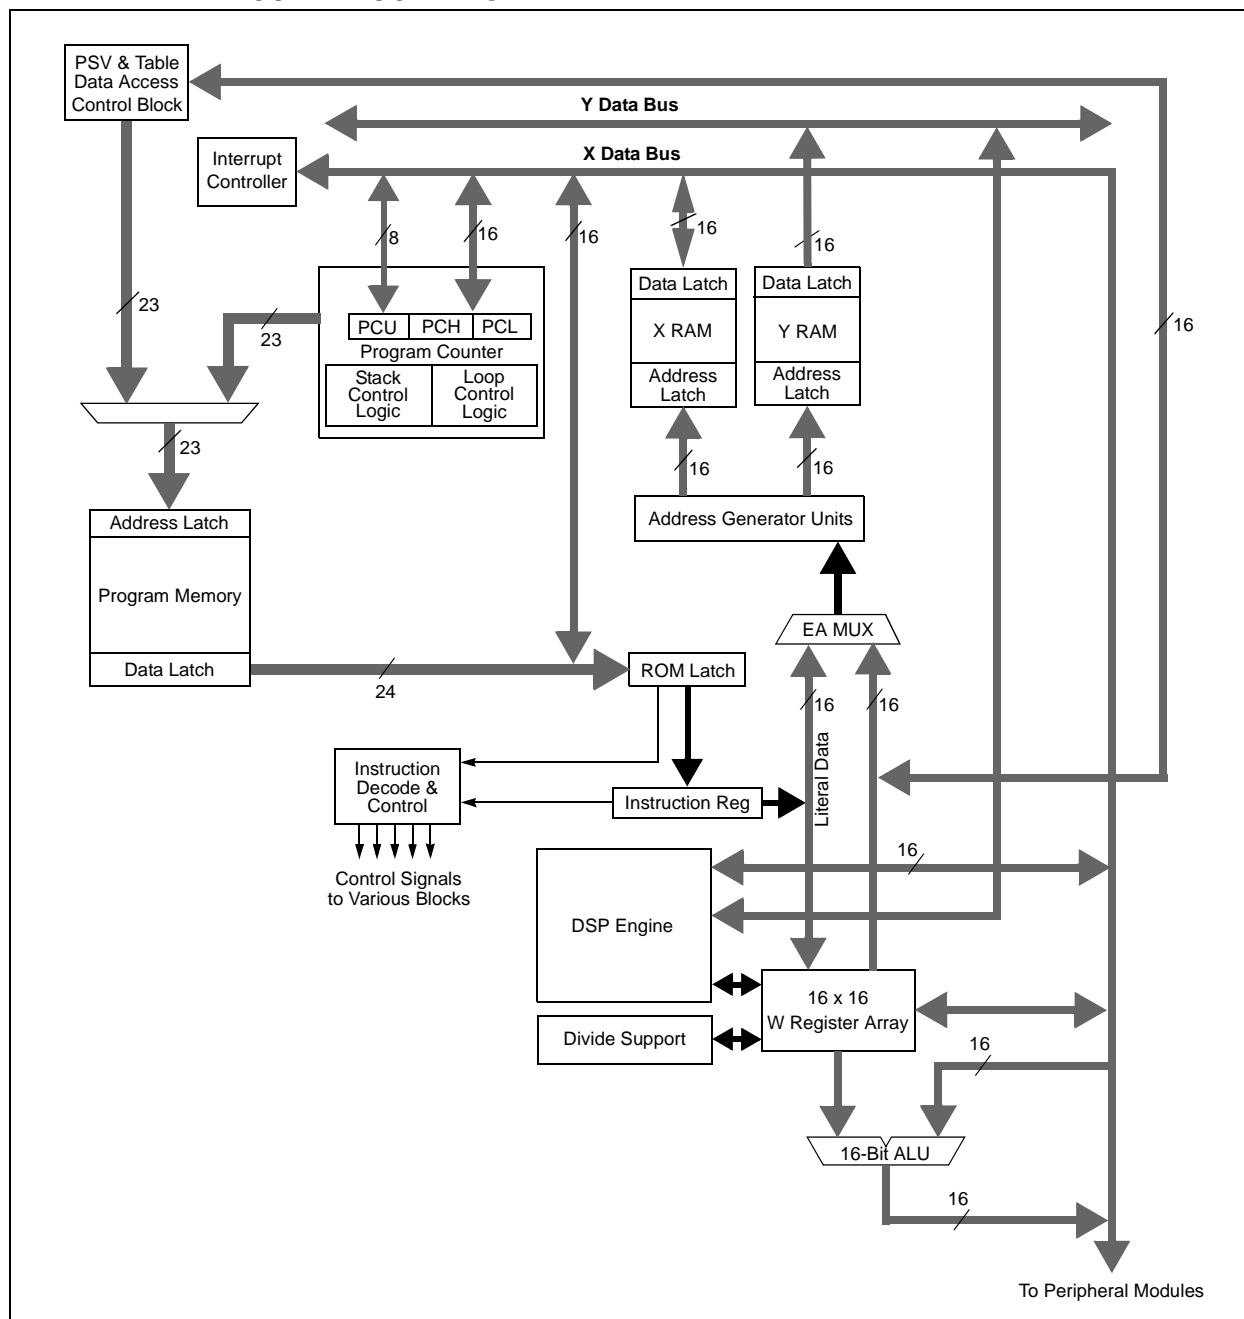 PSV & Table
Data Access
Control Block
Y Data Bus
Interrupt
Controller
X Data Bus
8
16
16
16
16
23
23
16
PCU
PCH
PCL
Program Counter
Stack
Control
Logic
Loop
Control
Logic
Data Latch
X RAM
Address
Latch
Data Latch
Y RAM
Address
Latch
23
16
16
Address Latch
Program Memory
Data Latch
Address Generator Units
EA MUX
24
ROM Latch
16
16
Literal Data
Instruction
Decode &
Control
Instruction Reg
Control Signals
to Various Blocks
DSP Engine
16
16 x 16
W Register Array
Divide Support
16
16-Bit ALU
16
To Peripheral Modules